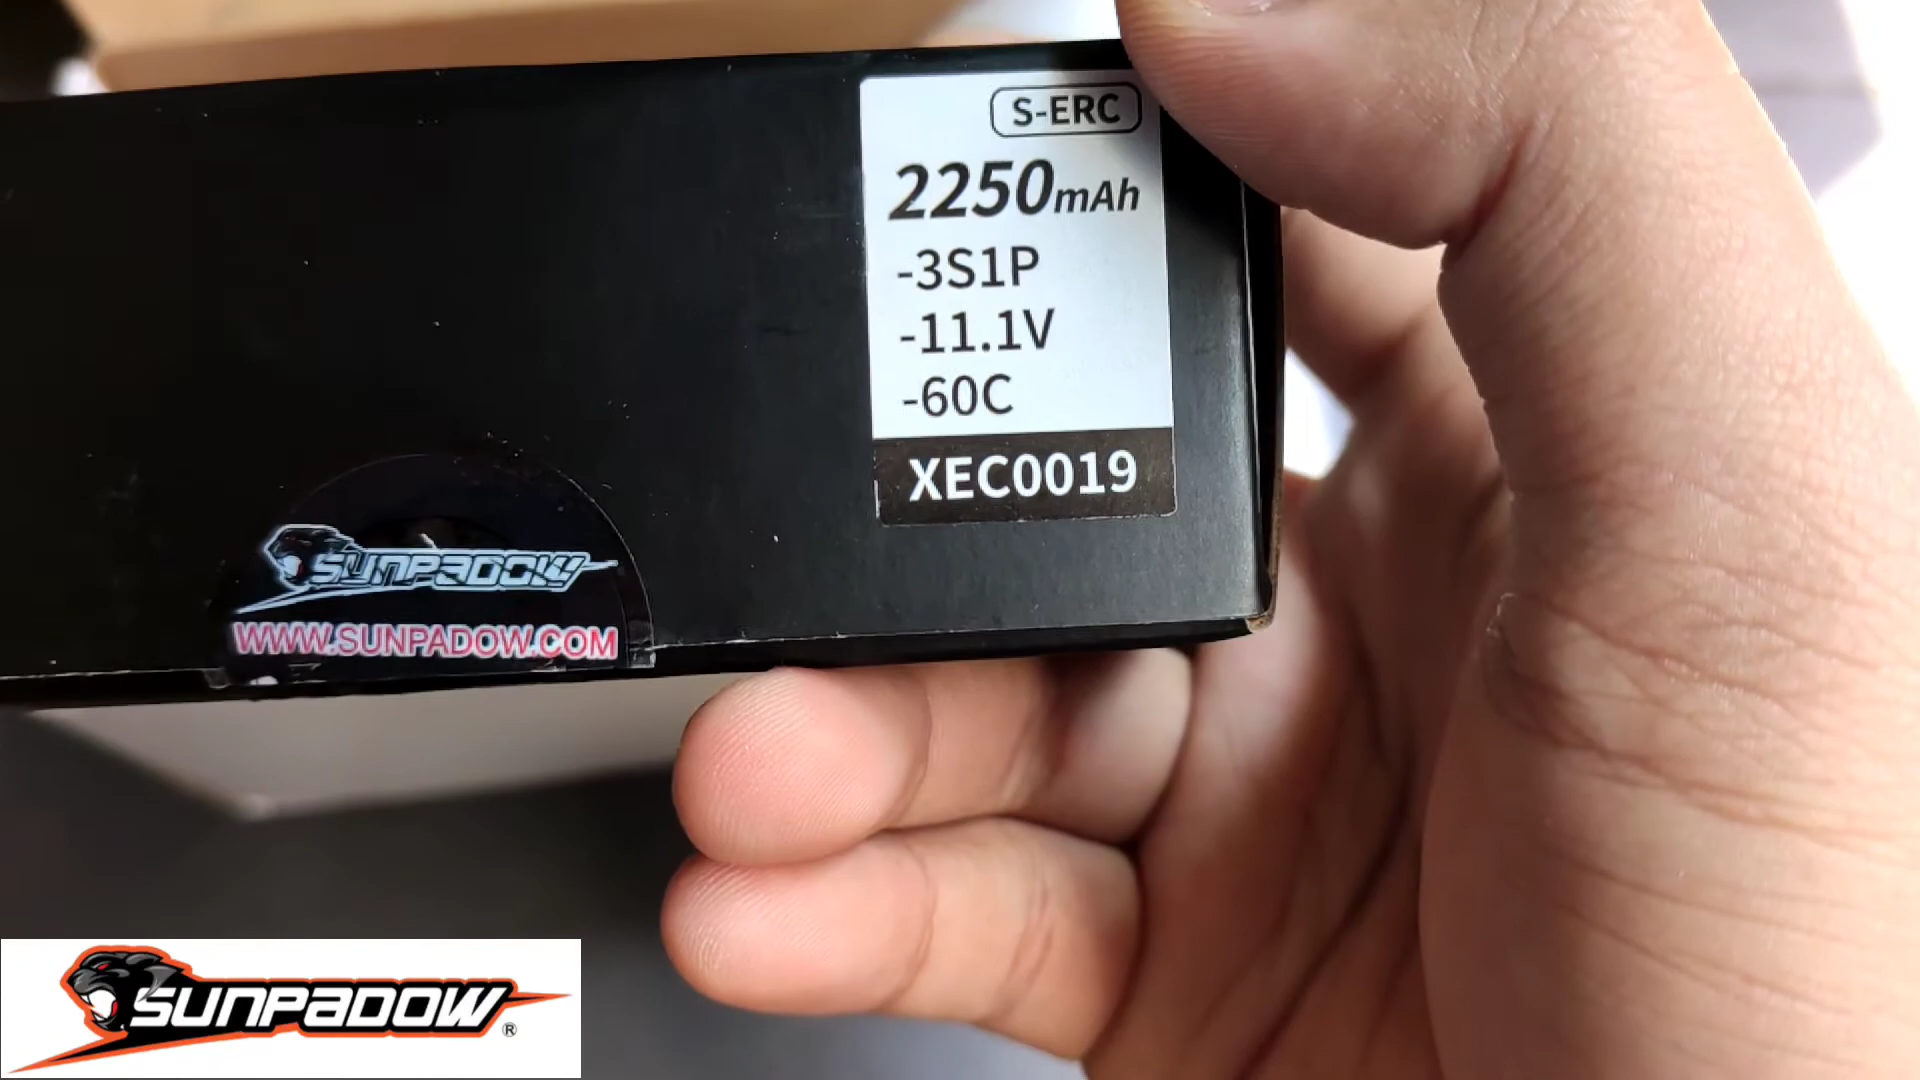 S-ERC
2250mAh
-3S1P
-11.1V
-60C
XEC0019
SUNPADOW
WWW.SUNPADOW.COM
SUNPADOW®